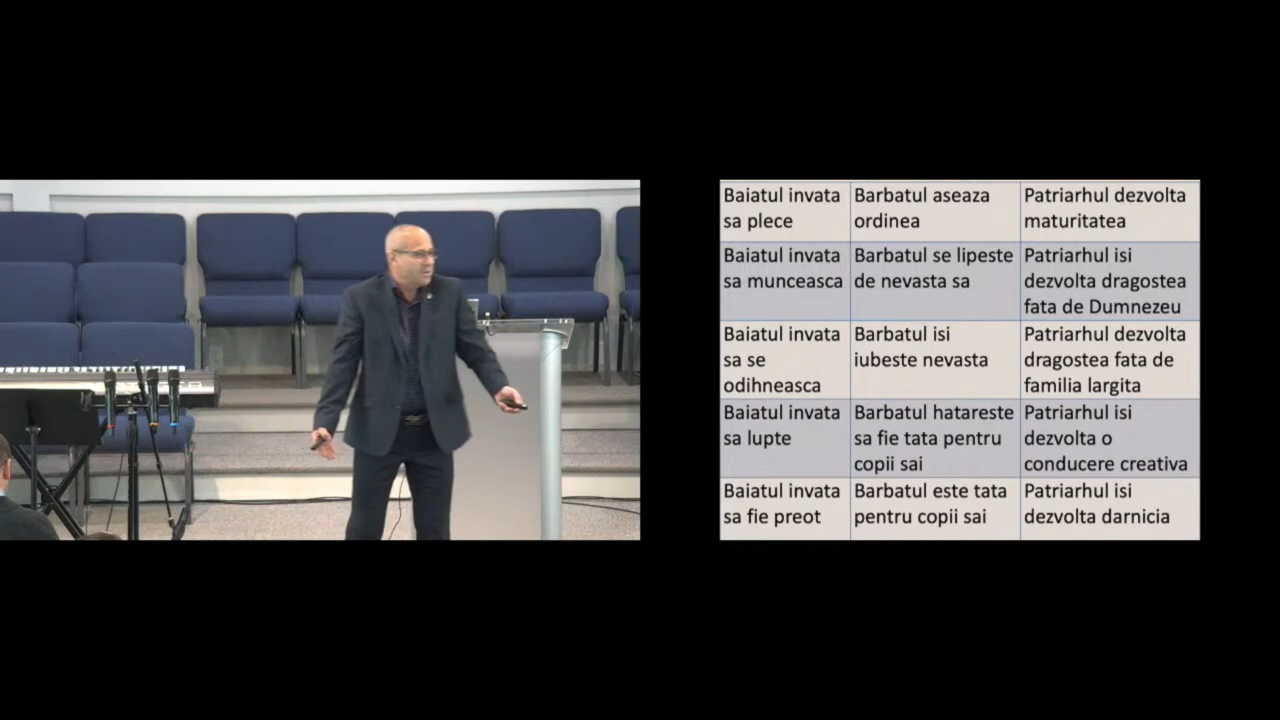 Baiatul invata
sa plece
Barbatul aseaza
ordinea
Patriarhul dezvolta
maturitatea
Baiatul invata
sa munceasca
Barbatul se lipeste
de nevasta sa
Patriarhul isi
dezvolta dragostea
fata de Dumnezeu
Baiatul invata
sa se
odihneasca
Barbatul isi
iubeste nevasta
Patriarhul dezvolta
dragostea fata de
familia largita
Baiatul invata
sa lupte
Barbatul hatareste
sa fie tata pentru
copii sai
Patriarhul isi
dezvolta o
conducere creativa
Baiatul invata
sa fie preot
Barbatul este tata
pentru copii sai
Patriarhul isi
dezvolta darnicia